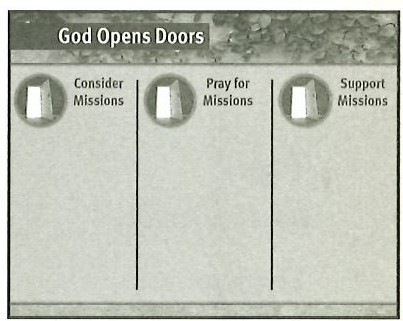 God Opens Doors
Consider
Missions
Pray for
Missions
Support
Missions